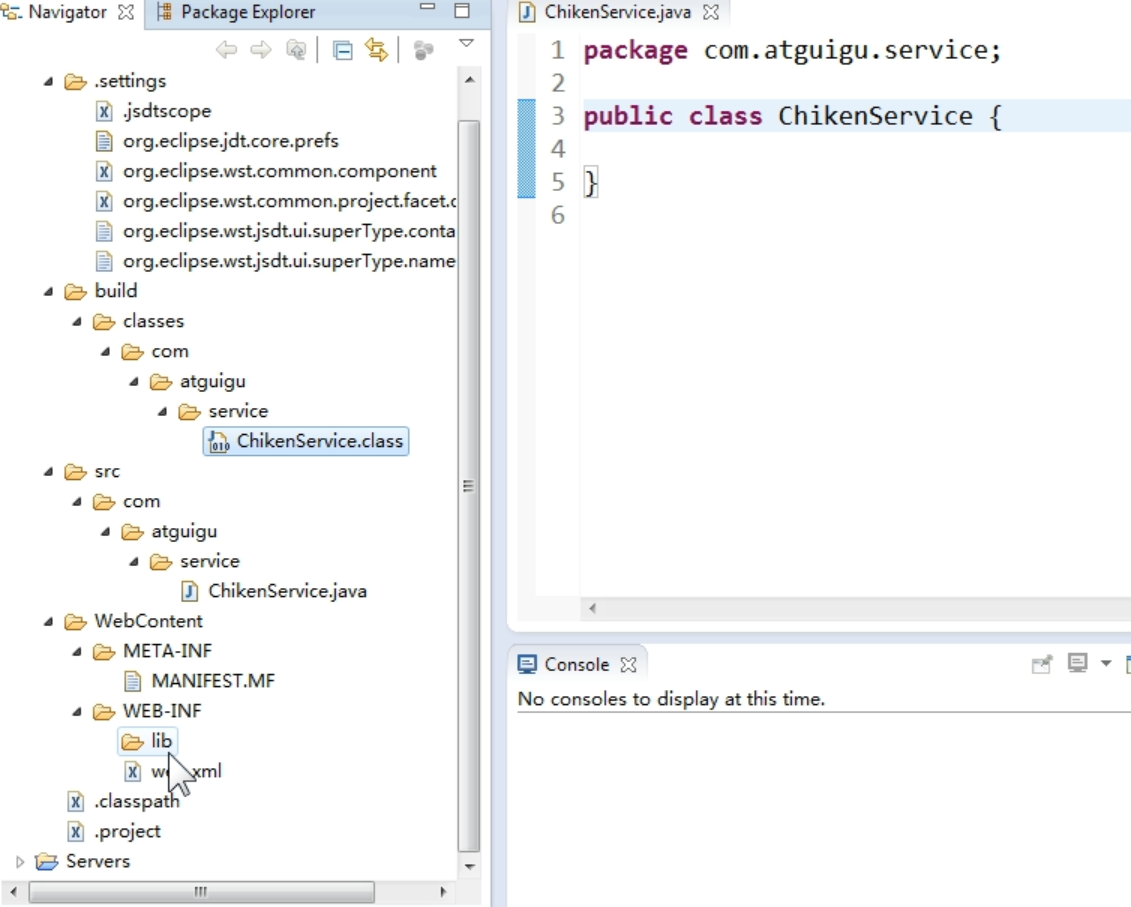 Navigator
Package Explorer
.settings
.jsdtscope
org.eclipse.jdt.core.prefs
org.eclipse.wst.common.component
org.eclipse.wst.common.project.facet.c
org.eclipse.wst.jsdt.ui.superType.conta
org.eclipse.wst.jsdt.ui.superType.name
build
classes
com
atguigu
service
ChikenService.class
src
com
atguigu
service
ChikenService.java
WebContent
META-INF
MANIFEST.MF
WEB-INF
lib
xml
.classpath
.project
Servers
ChikenService.java
1 package com.atguigu.service;
2
3 public class ChikenService {
4
5 }
6
Console
No consoles to display at this time.